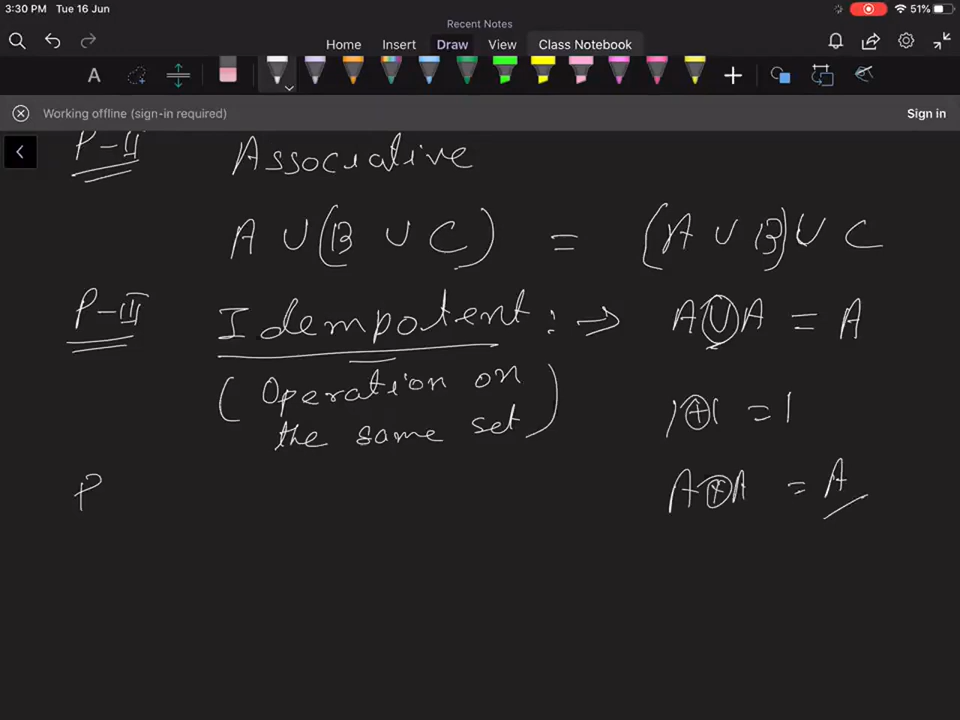 3:30 PM Tue 16 Jun
51%
Recent Notes
Home Insert Draw View Class Notebook
A
Working offline (sign-in required) Sign in
P-II Associative
A ∪ (B ∪ C) = (A ∪ B) ∪ C
P-III Idempotent :→ A ∪ A = A
(Operation on
the same set)
1 + 1 = 1
A + A = A
P